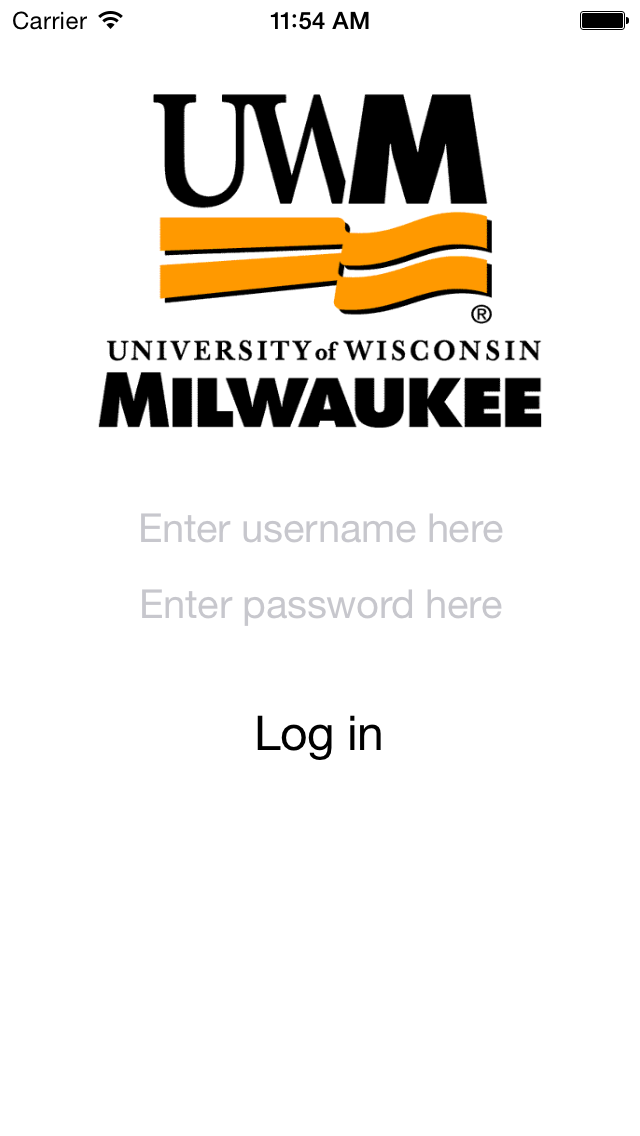 Carrier 11:54 AM
UWM
®
UNIVERSITY of WISCONSIN
MILWAUKEE
Enter username here
Enter password here
Log in